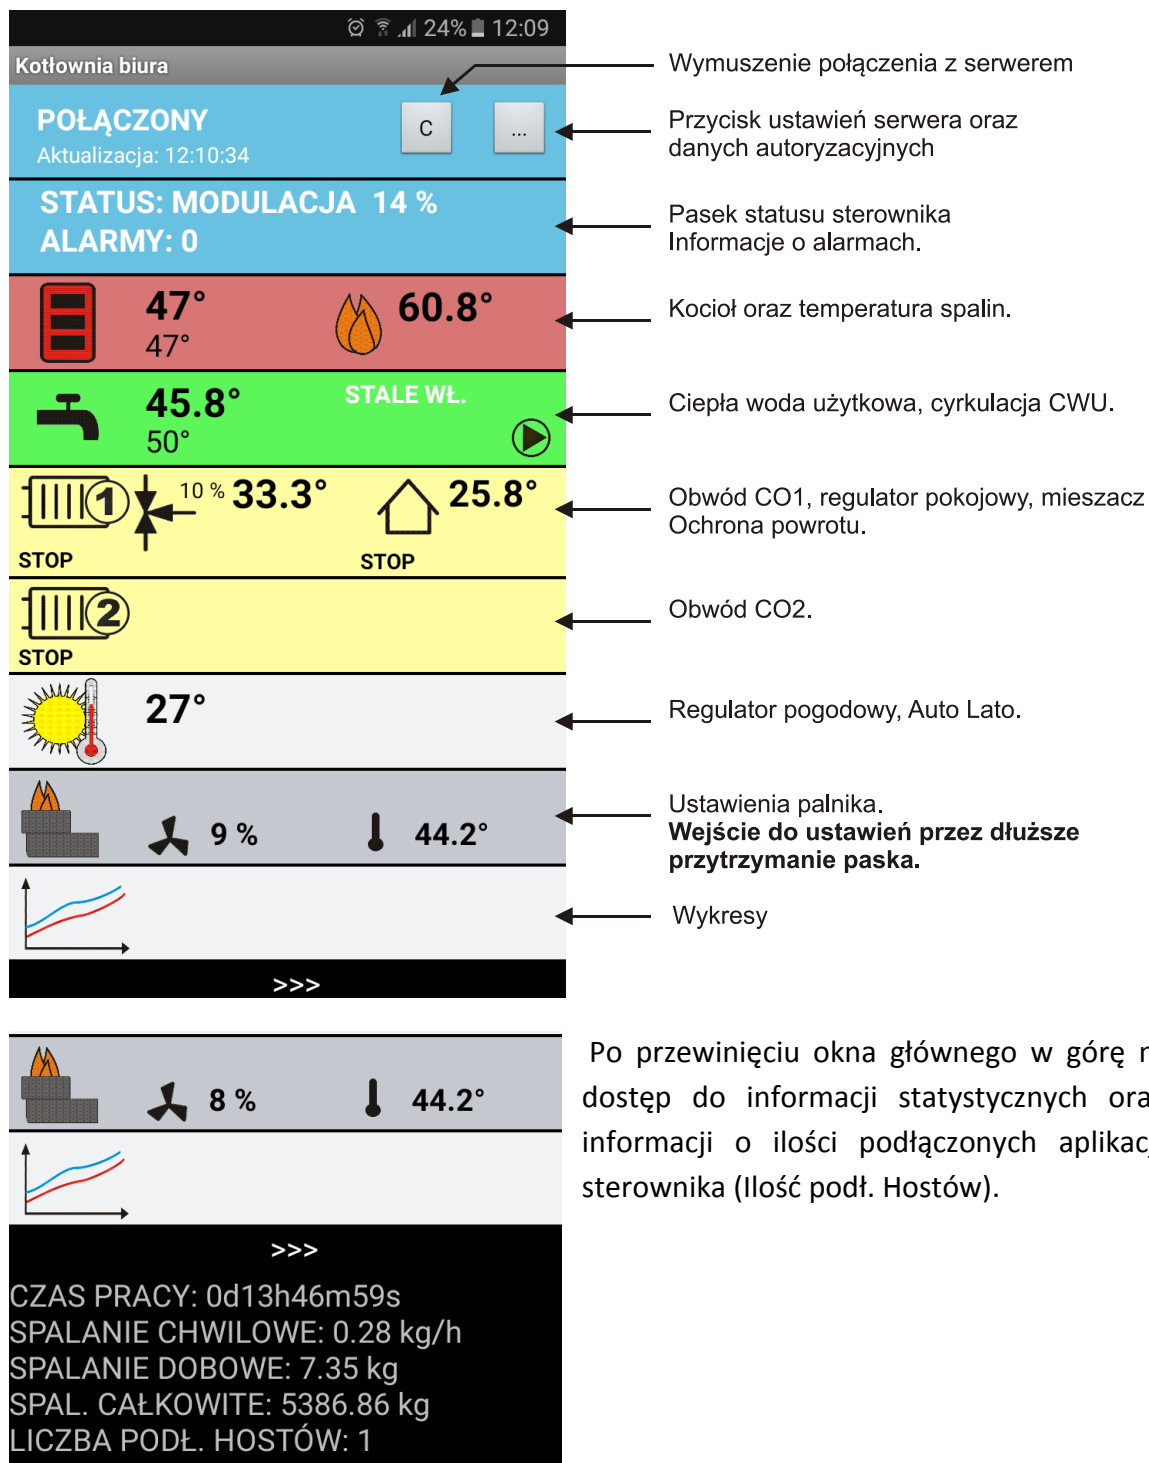 24% 12:09
Kotłownia biura
Wymuszenie połączenia z serwerem
POŁĄCZONY
C
...
Aktualizacja: 12:10:34
Przycisk ustawień serwera oraz
danych autoryzacyjnych
STATUS: MODULACJA 14 %
ALARMY: 0
Pasek statusu sterownika
Informacje o alarmach.
47°
47°
60.8°
Kocioł oraz temperatura spalin.
45.8°
50°
STALE WŁ.
Ciepła woda użytkowa, cyrkulacja CWU.
1
10 % 33.3°
25.8°
STOP
STOP
Obwód CO1, regulator pokojowy, mieszacz
Ochrona powrotu.
2
STOP
Obwód CO2.
27°
Regulator pogodowy, Auto Lato.
9 %
44.2°
Ustawienia palnika.
Wejście do ustawień przez dłuższe
przytrzymanie paska.
Wykresy
>>>
8 %
44.2°
>>>
CZAS PRACY: 0d13h46m59s
SPALANIE CHWILOWE: 0.28 kg/h
SPALANIE DOBOWE: 7.35 kg
SPAL. CAŁKOWITE: 5386.86 kg
LICZBA PODŁ. HOSTÓW: 1
Po przewinięciu okna głównego w górę
dostęp do informacji statystycznych ora
informacji o ilości podłączonych aplikac
sterownika (Ilość podł. Hostów).